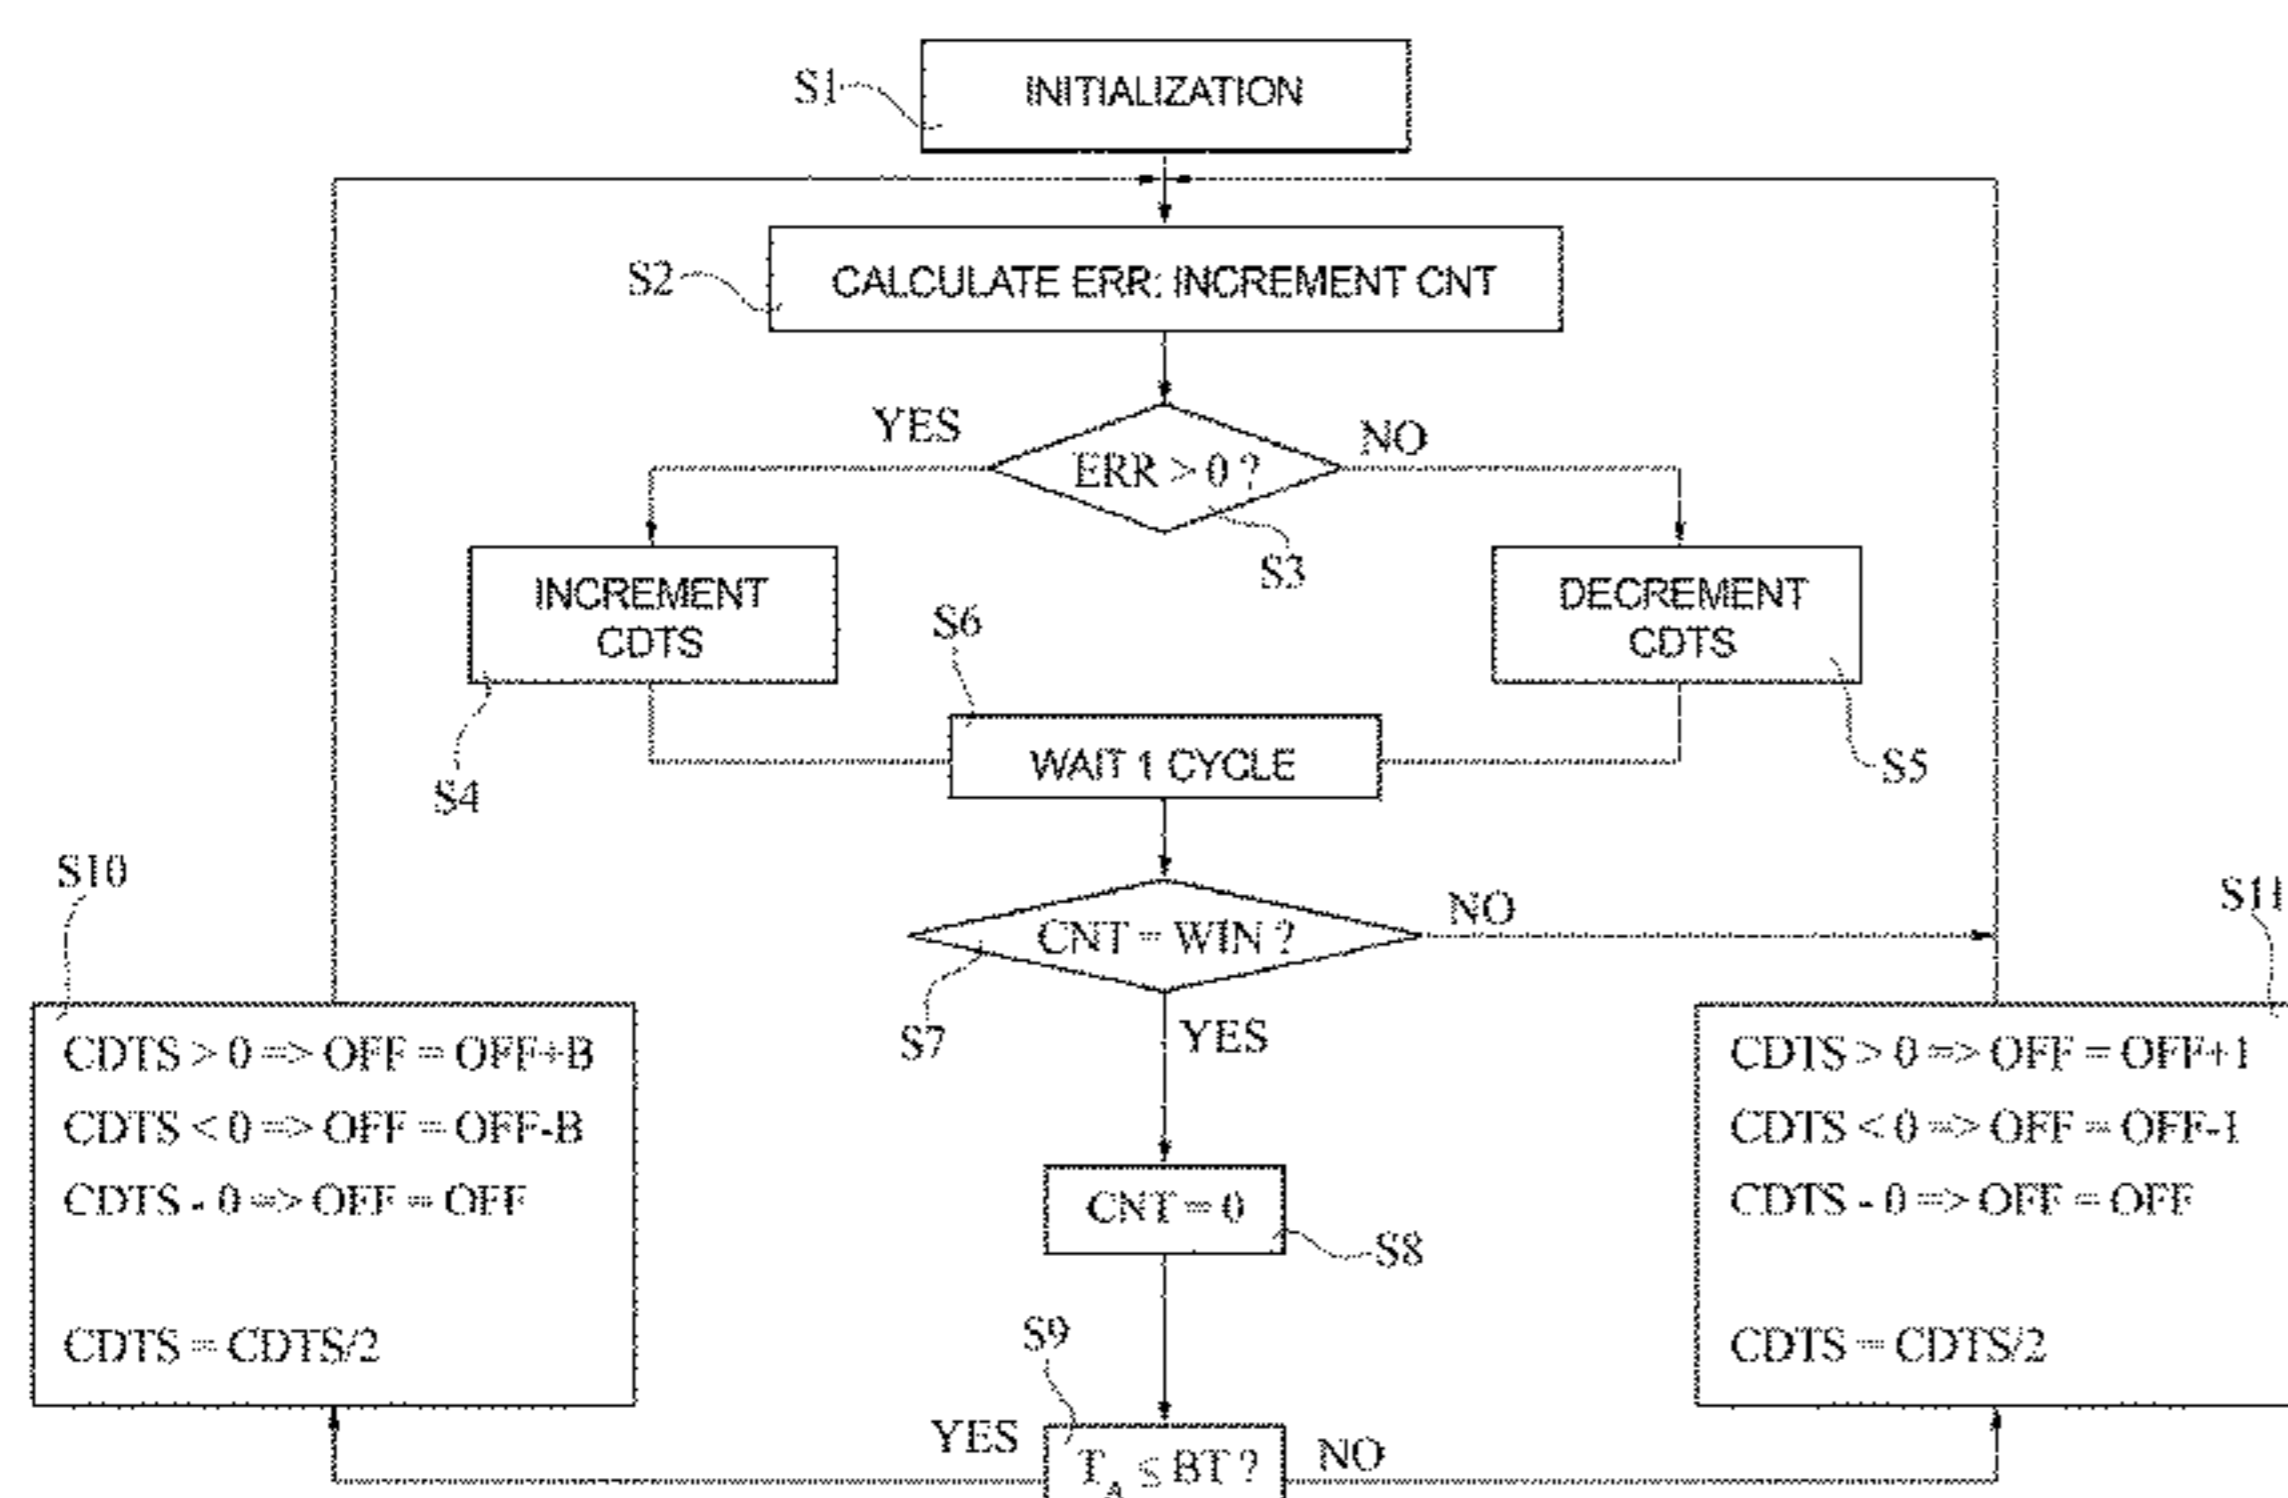 S1
INITIALIZATION
S2
CALCULATE ERR: INCREMENT CNT
YES
NO
ERR > 0 ?
S3
INCREMENT
CDTS
DECREMENT
CDTS
S6
S4
WAIT 1 CYCLE
S5
S10
CNT = WIN ?
NO
S11
S7
YES
CDTS > 0 => OFF = OFF+B
CDTS < 0 => OFF = OFF-B
CDTS - 0 => OFF = OFF
CDTS = CDTS/2
CDTS > 0 => OFF = OFF+1
CDTS < 0 => OFF = OFF-1
CDTS - 0 => OFF = OFF
CDTS = CDTS/2
CNT = 0
S8
S9
YES
T_A ≤ BT ?
NO